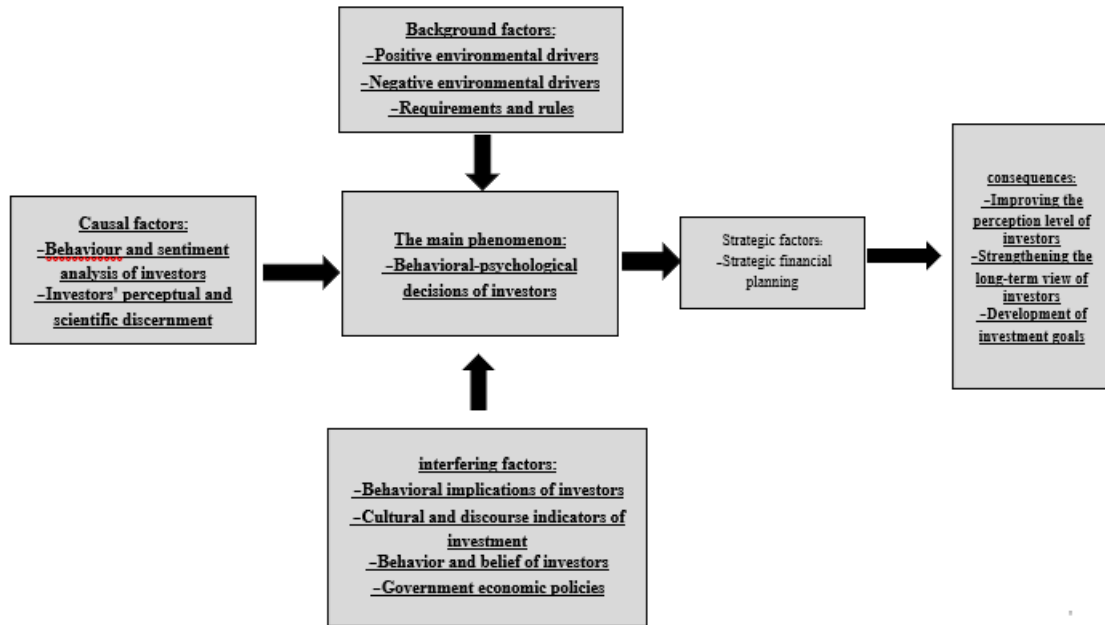 Background factors:
–Positive environmental drivers
–Negative environmental drivers
–Requirements and rules
Causal factors:
–Behaviour and sentiment
analysis of investors
–Investors' perceptual and
scientific discernment
The main phenomenon:
–Behavioral-psychological
decisions of investors
Strategic factors:
–Strategic financial
planning
consequences:
–Improving the
perception level of
investors
–Strengthening the
long-term view of
investors
–Development of
investment goals
interfering factors:
–Behavioral implications of investors
–Cultural and discourse indicators of
investment
–Behavior and belief of investors
–Government economic policies